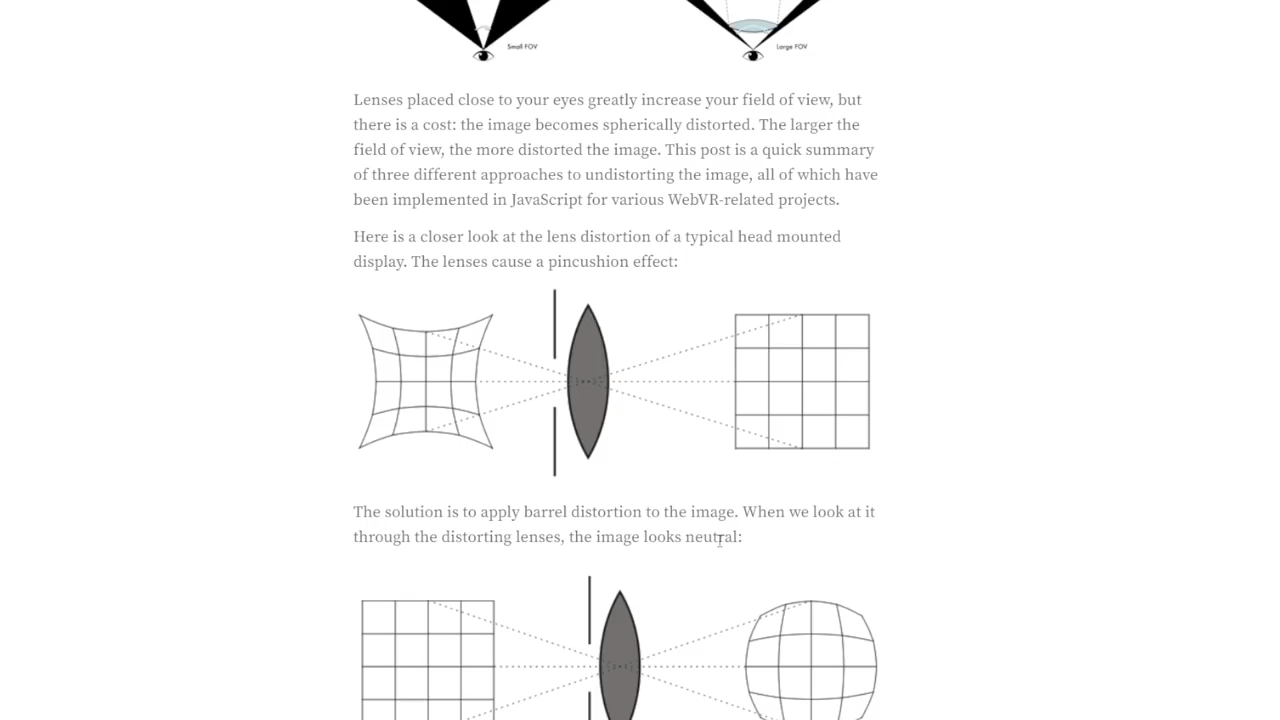 Small FOV
Large FOV
Lenses placed close to your eyes greatly increase your field of view, but
there is a cost: the image becomes spherically distorted. The larger the
field of view, the more distorted the image. This post is a quick summary
of three different approaches to undistorting the image, all of which have
been implemented in JavaScript for various WebVR-related projects.
Here is a closer look at the lens distortion of a typical head mounted
display. The lenses cause a pincushion effect:
The solution is to apply barrel distortion to the image. When we look at it
through the distorting lenses, the image looks neutral: